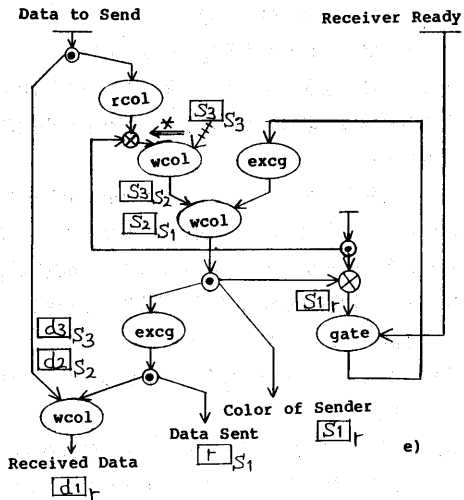 Data to Send
Receiver Ready
rcol
*
S3 S3
wcol
excg
S3 S2
wcol
S2 S1
S1 r
excg
gate
d3 S3
d2 S2
wcol
Color of Sender
S1 r
e)
Data Sent
r S1
Received Data
d1 r